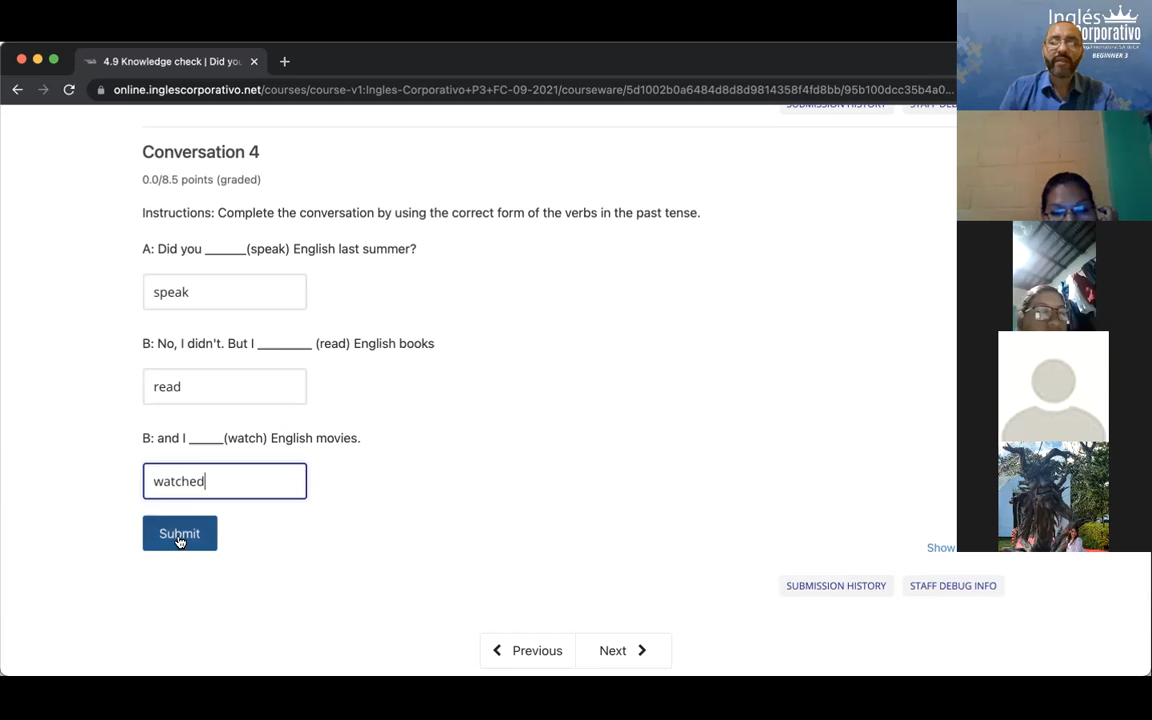 Inglés
Corporativo
BEGINNER 3
4.9 Knowledge check | Did you
online.inglescorporativo.net/courses/course-v1:Ingles-Corporativo+P3+FC-09-2021/courseware/5d1002b0a6484d8d8d9814358f4fd8bb/95b100dcc35b4a0...
SUBMISSION HISTORY
Conversation 4
0.0/8.5 points (graded)
Instructions: Complete the conversation by using the correct form of the verbs in the past tense.
A: Did you ______(speak) English last summer?
speak
B: No, I didn't. But I ________ (read) English books
read
B: and I _____(watch) English movies.
watched
Submit
Show
SUBMISSION HISTORY STAFF DEBUG INFO
Previous Next